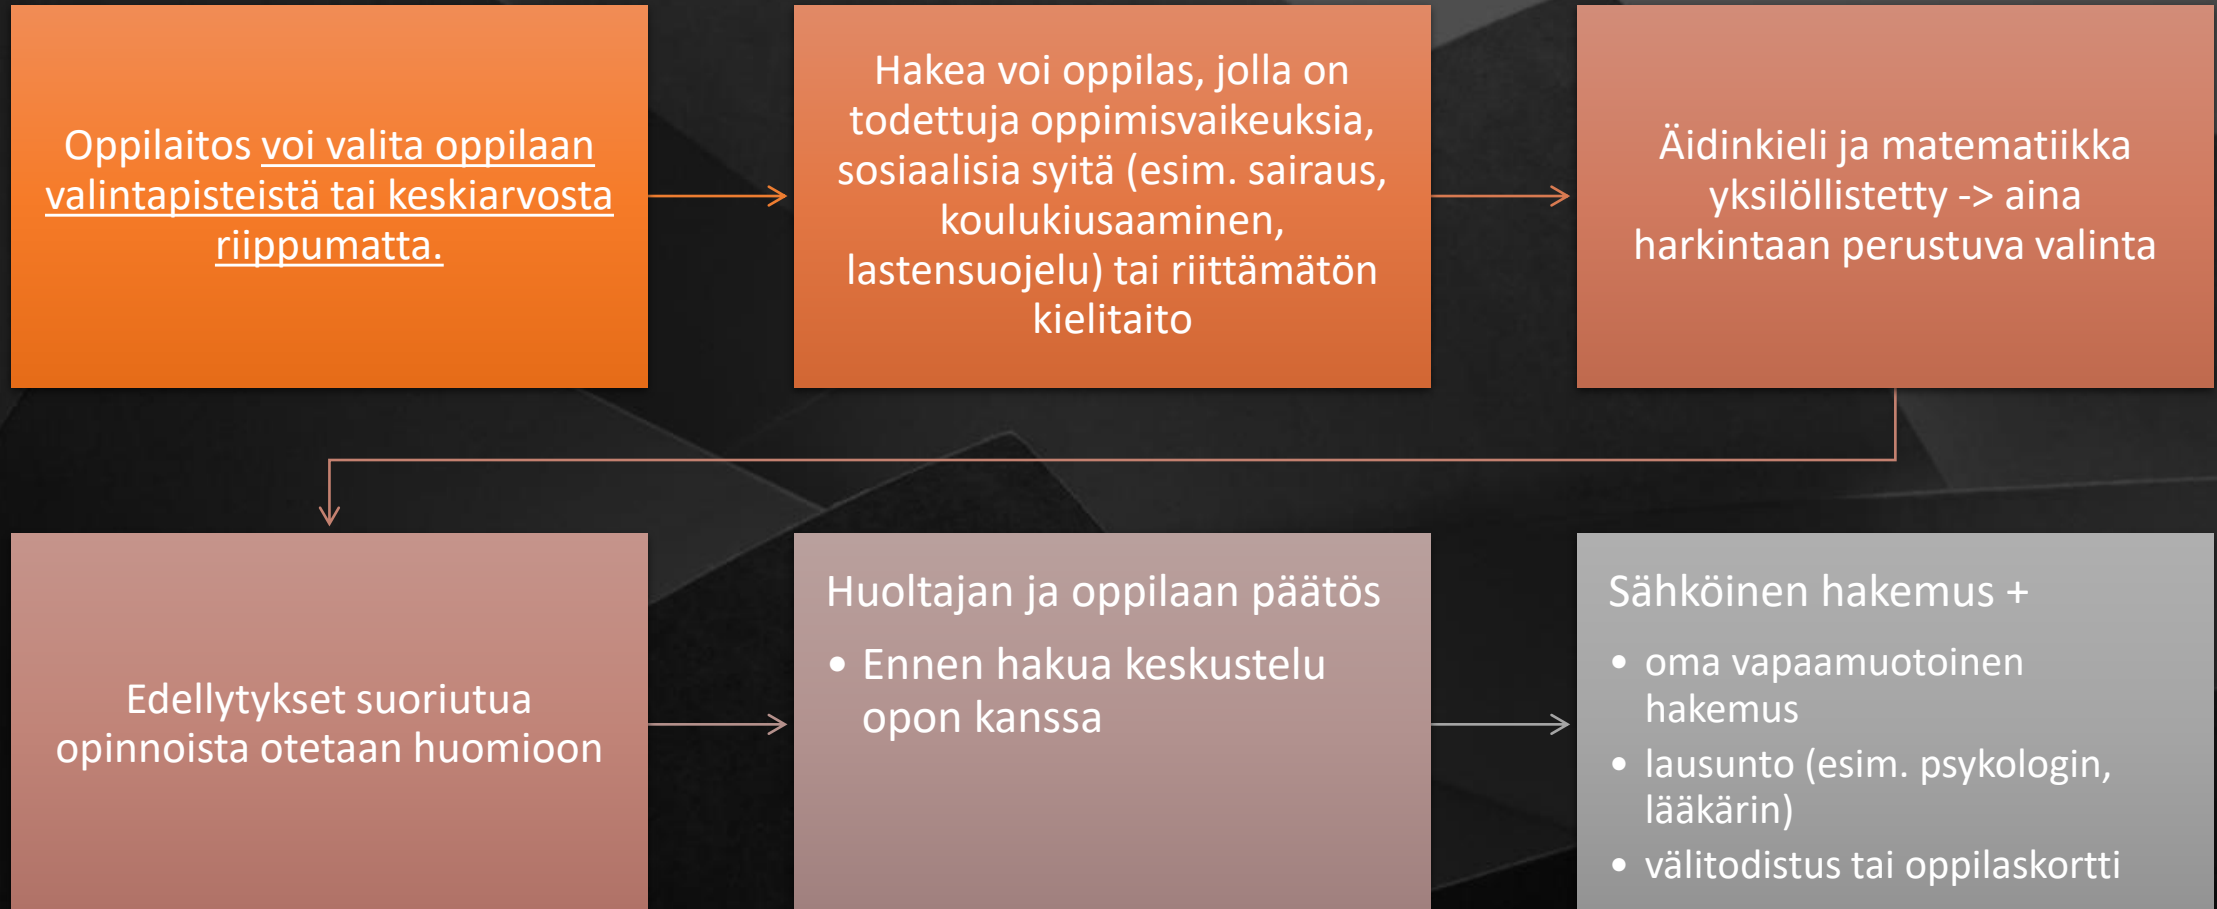 Oppilaitos voi valita oppilaan
valintapisteistä tai keskiarvosta
riippumatta.
Hakea voi oppilas, jolla on
todettuja oppimisvaikeuksia,
sosiaalisia syitä (esim. sairaus,
koulukiusaaminen,
lastensuojelu) tai riittämätön
kielitaito
Äidinkieli ja matematiikka
yksilöllistetty -> aina
harkintaan perustuva valinta
Edellytykset suoriutua
opinnoista otetaan huomioon
Huoltajan ja oppilaan päätös
• Ennen hakua keskustelu
opon kanssa
Sähköinen hakemus +
• oma vapaamuotoinen
hakemus
• lausunto (esim. psykologin,
lääkärin)
• välitodistus tai oppilaskortti